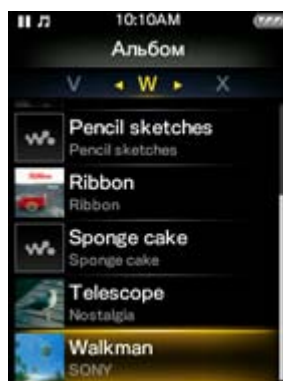 10:10AM
Альбом
V W X
Pencil sketches
Pencil sketches
Ribbon
Ribbon
Sponge cake
Sponge cake
Telescope
Nostalgia
Walkman
SONY